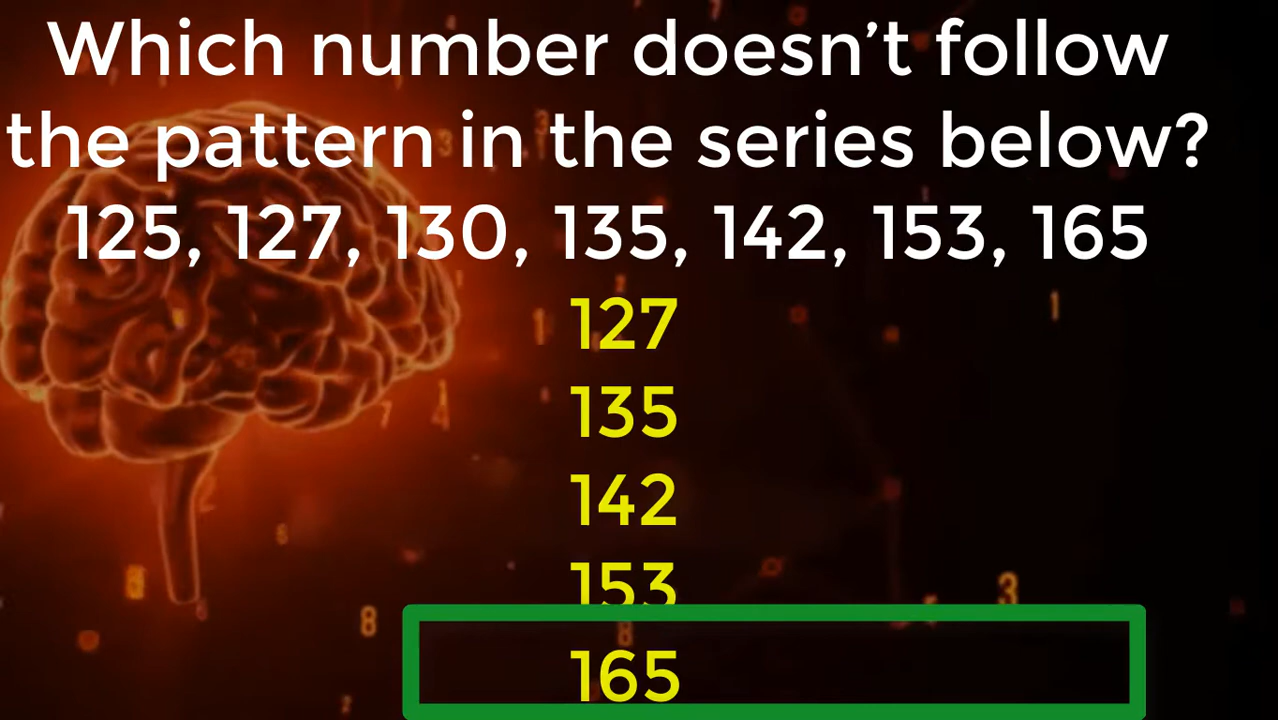 Which number doesn’t follow
the pattern in the series below?
125, 127, 130, 135, 142, 153, 165
127
135
142
153
165